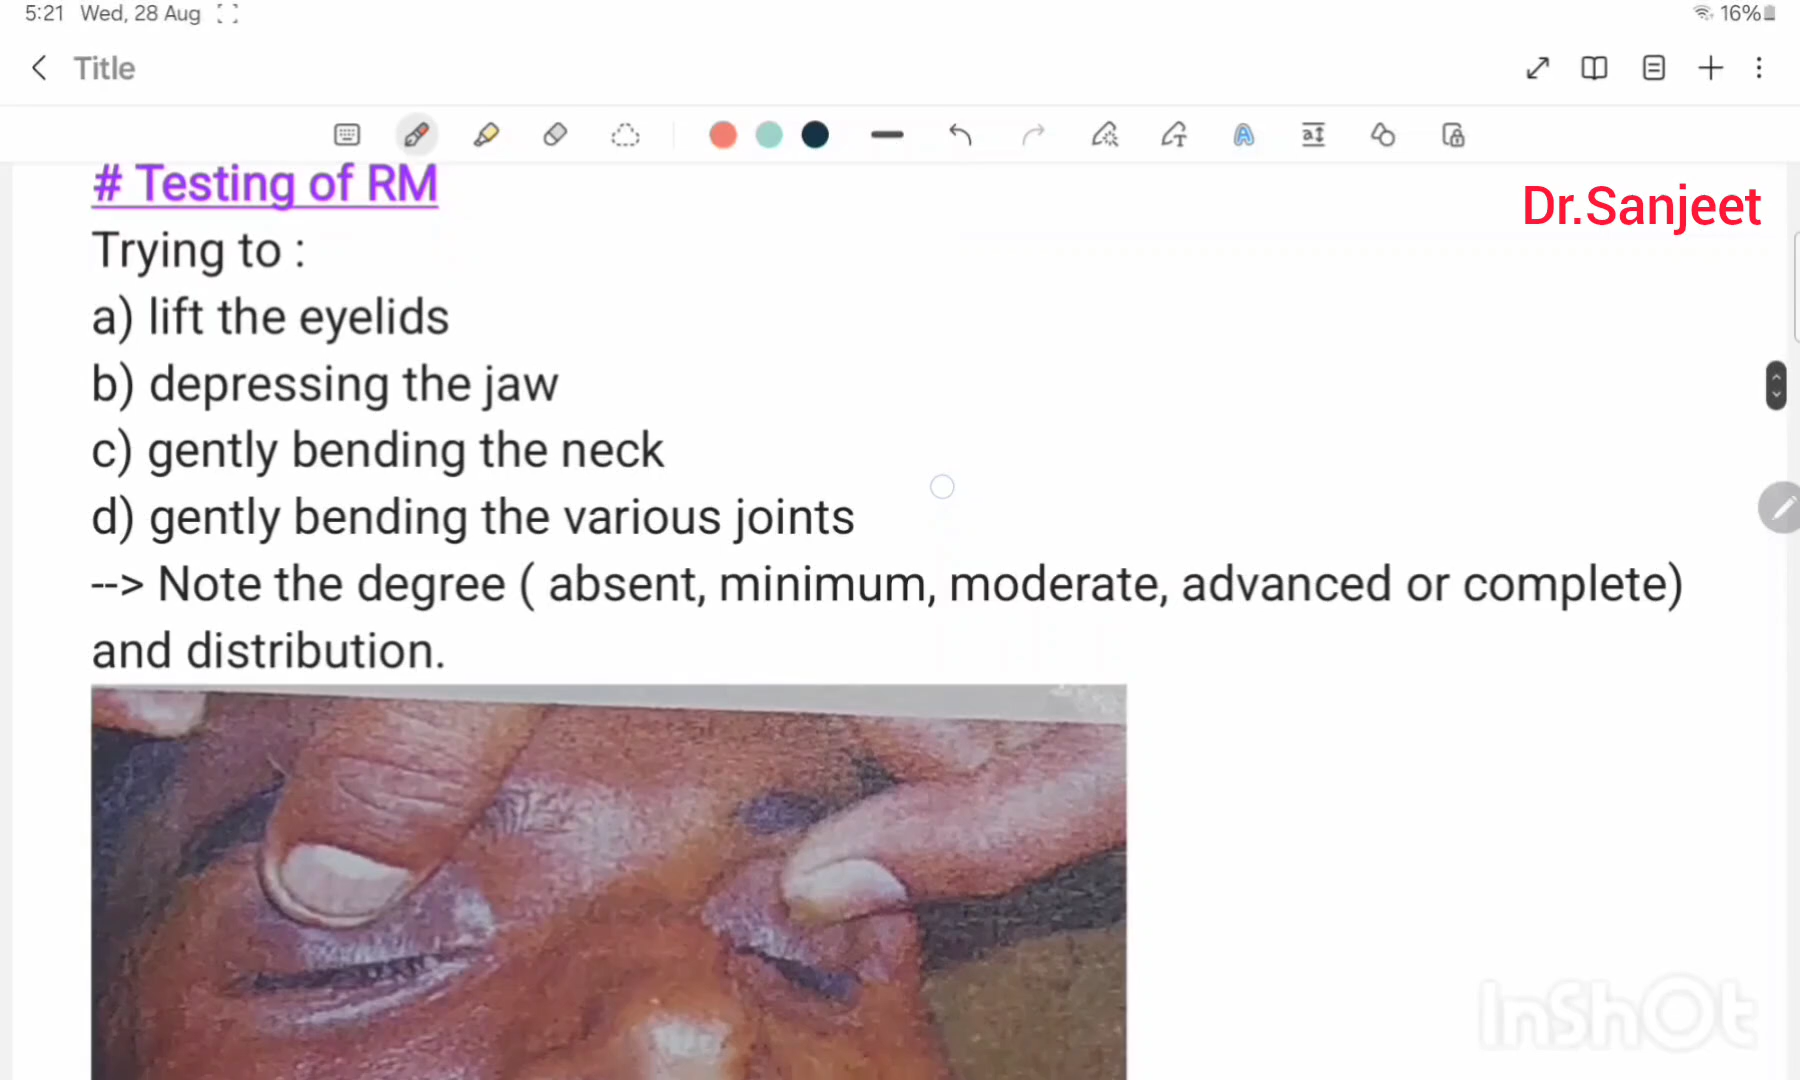 5:21 Wed, 28 Aug
16%
Title
Dr.Sanjeet
# Testing of RM
Trying to :
a) lift the eyelids
b) depressing the jaw
c) gently bending the neck
d) gently bending the various joints
--> Note the degree ( absent, minimum, moderate, advanced or complete)
and distribution.
InShOt